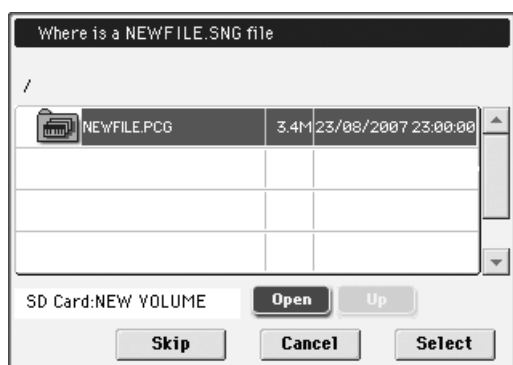 Where is a NEWFILE.SNG file
/
NEWFILE.PCG 3.4M 23/08/2007 23:00:00
SD Card:NEW VOLUME Open Up
Skip Cancel Select